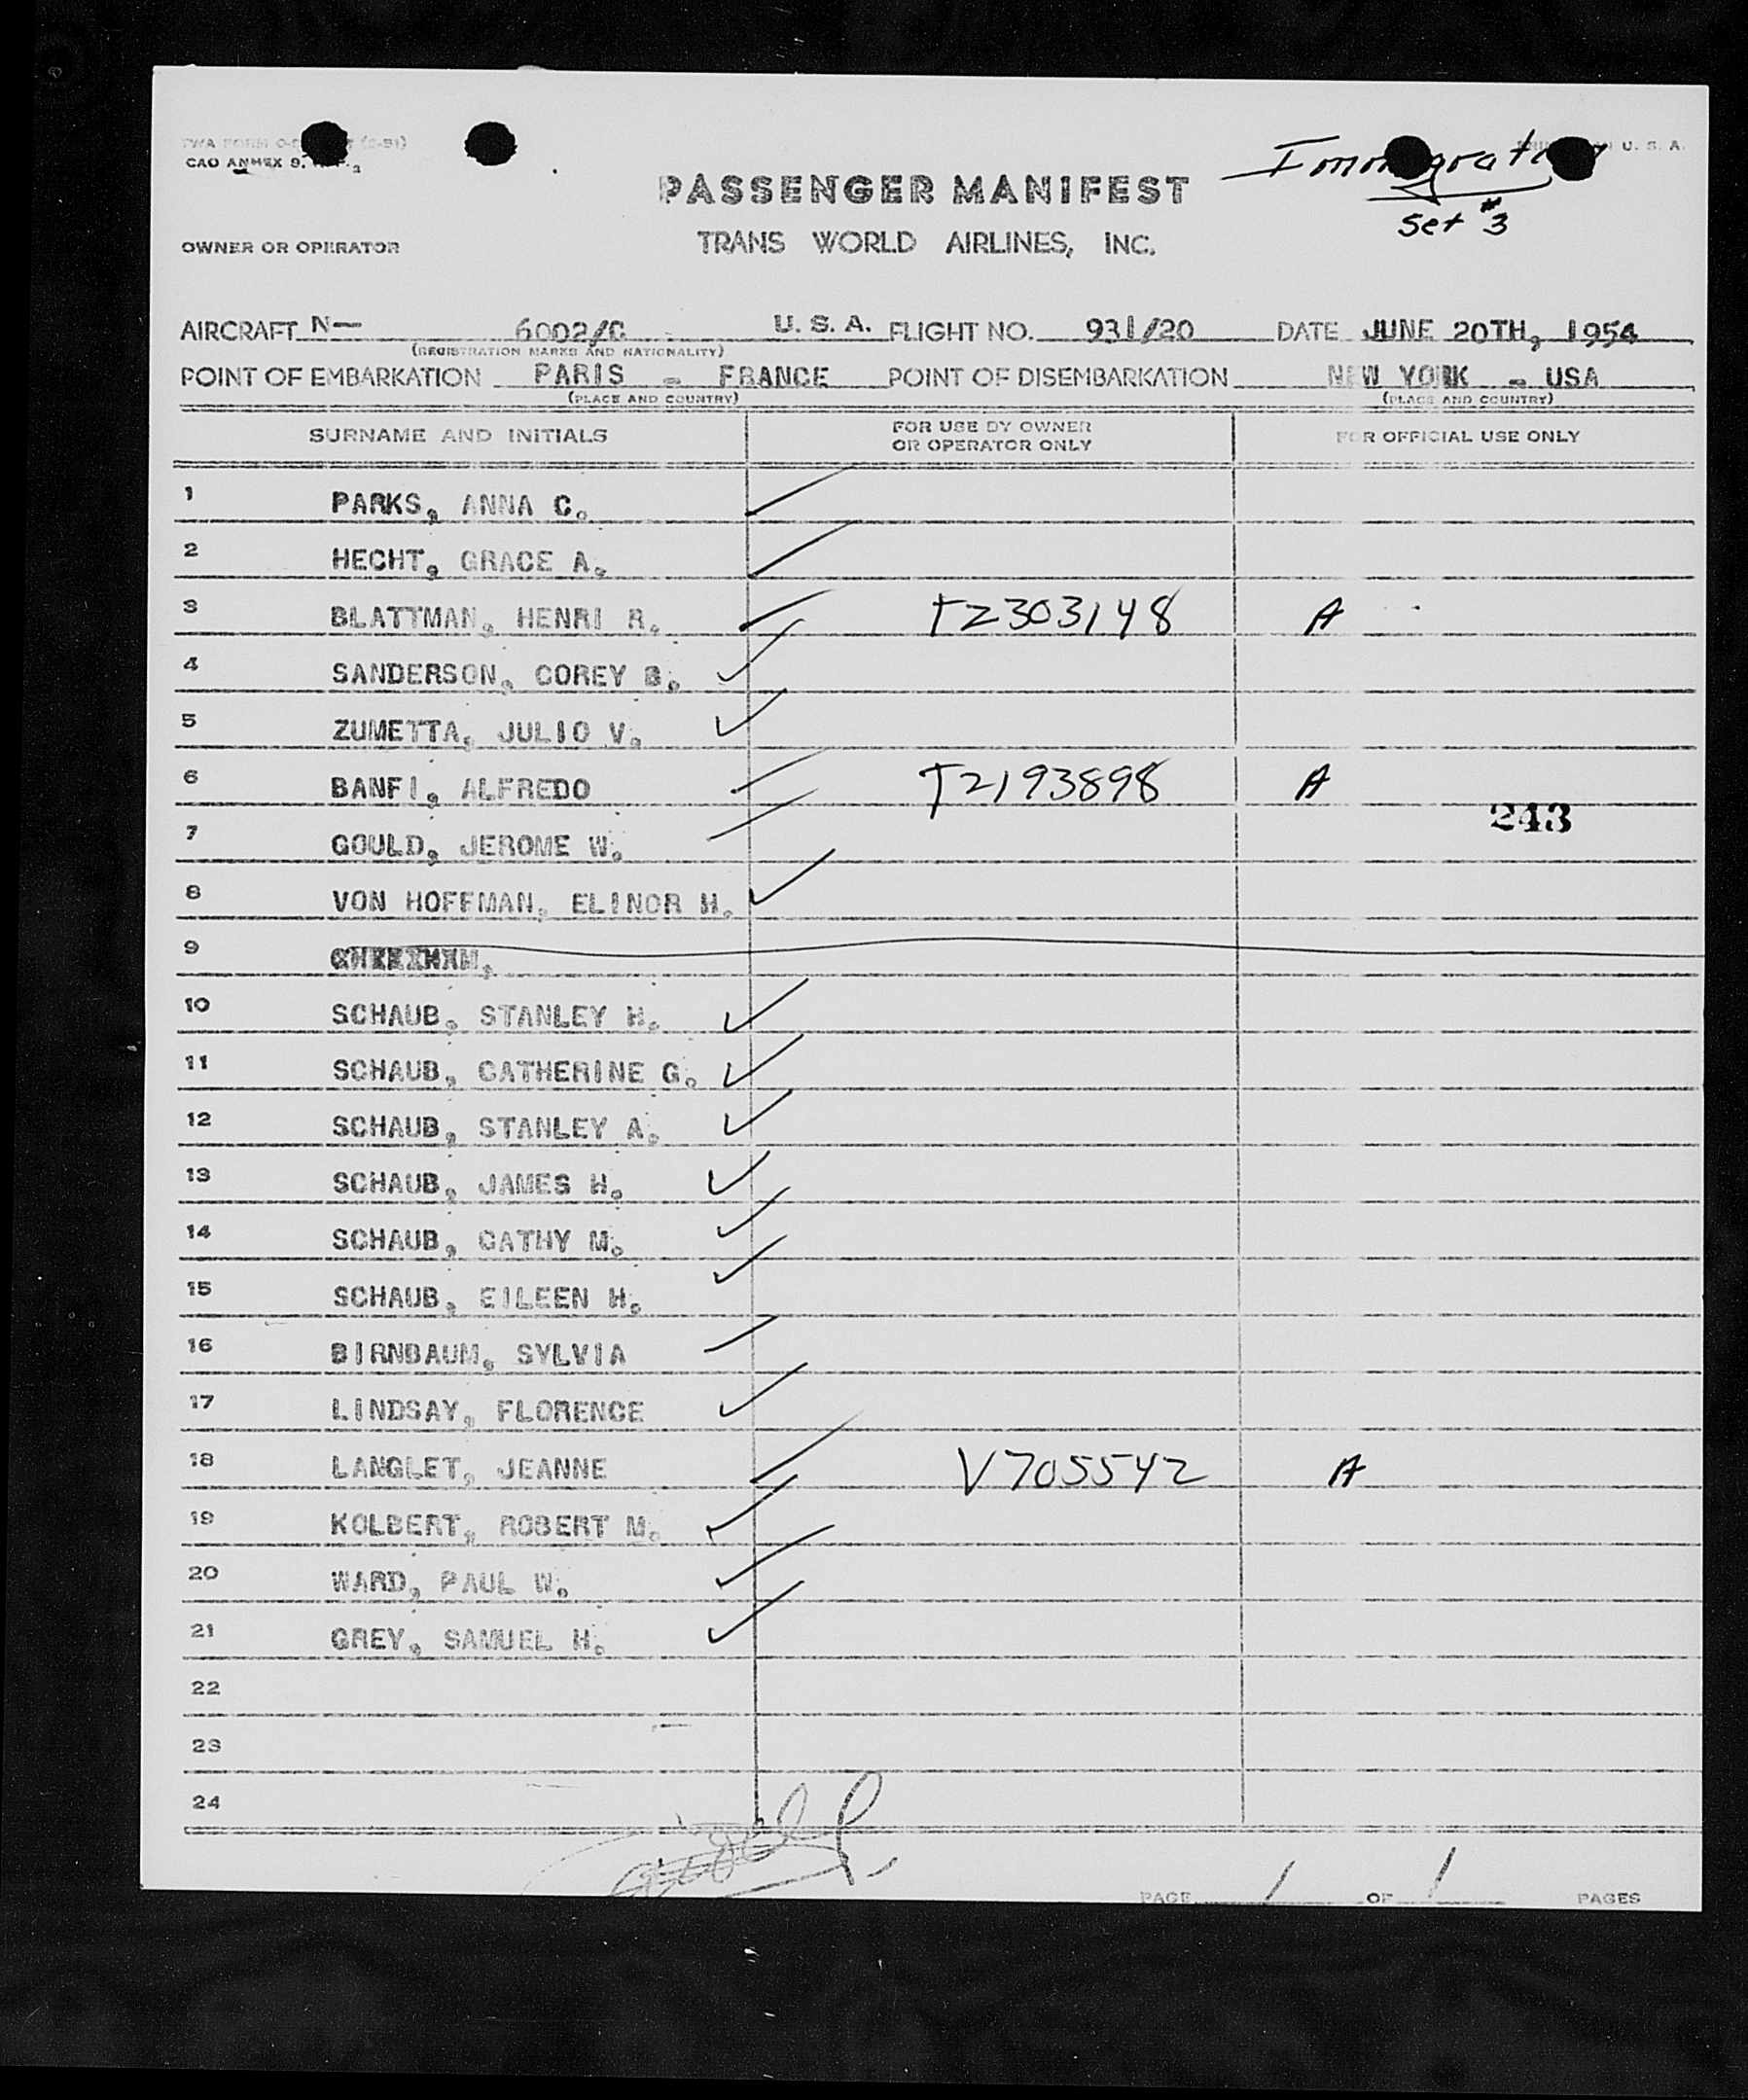 CAO ANNEX 9,
U. S. A.
Immigration
Set #3
PASSENGER MANIFEST
OWNER OR OPERATOR TRANS WORLD AIRLINES, INC.
AIRCRAFT N— 6002/C U. S. A. FLIGHT NO. 931/20 DATE JUNE 20TH, 1954
(REGISTRATION MARKS AND NATIONALITY)
POINT OF EMBARKATION PARIS - FRANCE POINT OF DISEMBARKATION NEW YORK - USA
(PLACE AND COUNTRY) (PLACE AND COUNTRY)
SURNAME AND INITIALS FOR USE BY OWNER OR OPERATOR ONLY FOR OFFICIAL USE ONLY
1 PARKS, ANNA C.
2 HECHT, GRACE A.
3 BLATTMAN, HENRI R. T2303148 A
4 SANDERSON, COREY B.
5 ZUMETTA, JULIO V.
6 BANFI, ALFREDO T2193898 A
243
7 GOULD, JEROME W.
8 VON HOFFMAN, ELINOR H.
9
10 SCHAUB, STANLEY H.
11 SCHAUB, CATHERINE G.
12 SCHAUB, STANLEY A.
13 SCHAUB, JAMES H.
14 SCHAUB, CATHY M.
15 SCHAUB, EILEEN H.
16 BIRNBAUM, SYLVIA
17 LINDSAY, FLORENCE
18 LANGLET, JEANNE V705542 A
19 KOLBERT, ROBERT M.
20 WARD, PAUL W.
21 GREY, SAMUEL H.
22
23
24
PAGE 1 OF 1 PAGES